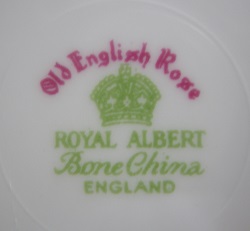 Old English Rose
ROYAL ALBERT
Bone China
ENGLAND